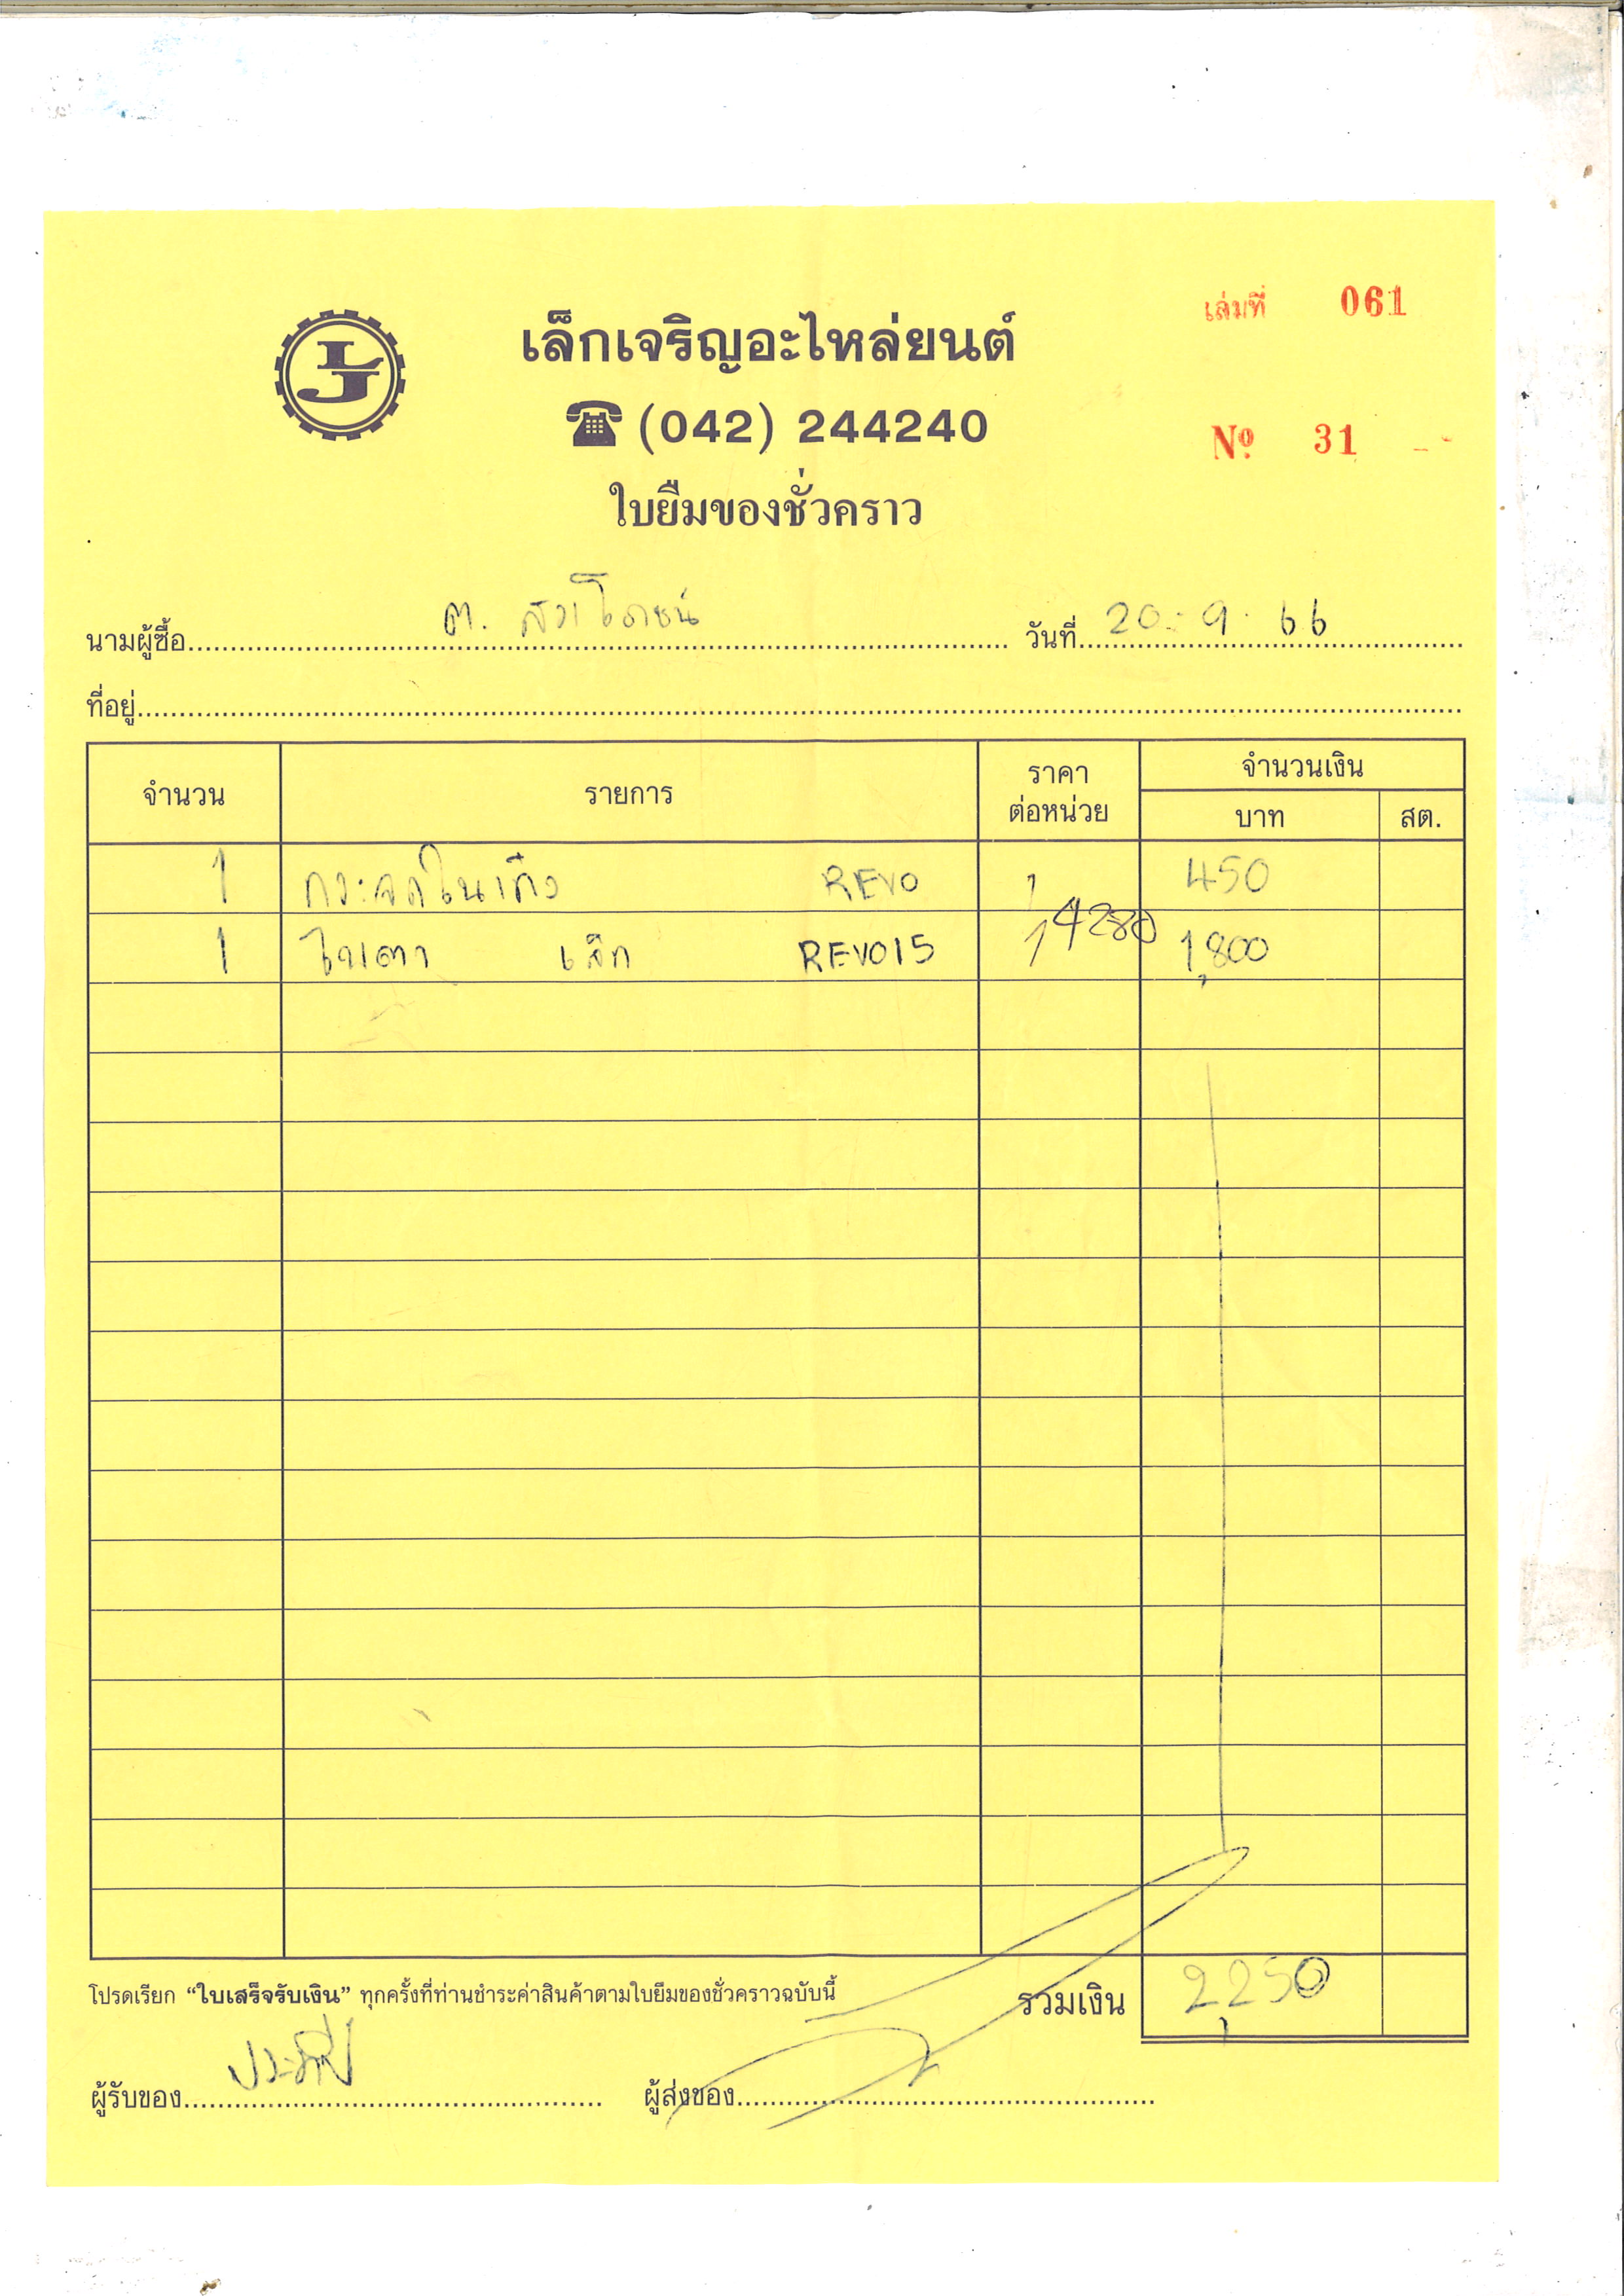 เล่มที่ 061
LJ
เล็กเจริญอะไหล่ยนต์
(042) 244240
Nº 31
ใบยืมของชั่วคราว
นามผู้ซื้อ ต. วันที่ 20-9-66
ที่อยู่
จำนวน รายการ ราคาต่อหน่วย จำนวนเงิน
บาท สต.
1 กระจกในเก๋ง REVO 450
1 ไฟตา เล็ก REVO15 4280 1,800
โปรดเรียก “ใบเสร็จรับเงิน” ทุกครั้งที่ท่านชำระค่าสินค้าตามใบยืมของชั่วคราวฉบับนี้ รวมเงิน 2,250
ผู้รับของ ประทีป ผู้ส่งของ